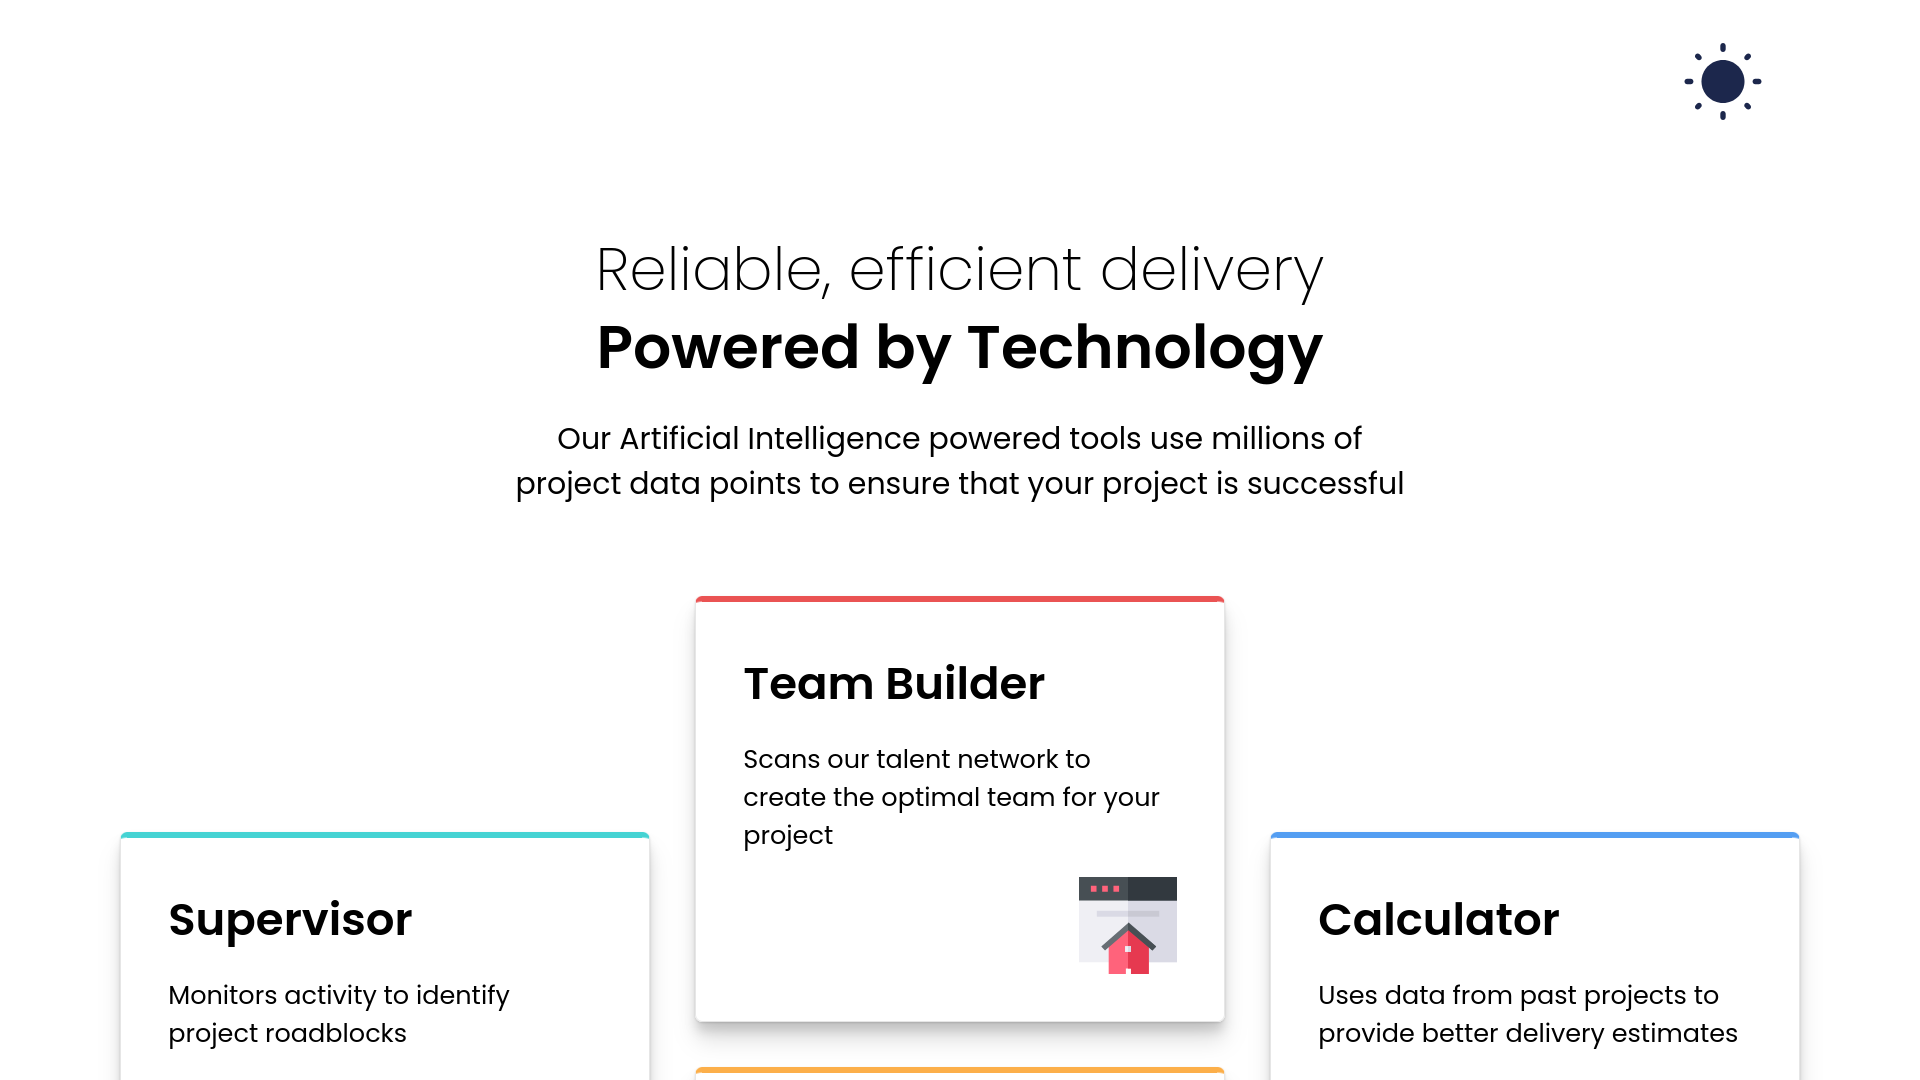 Reliable, efficient delivery
Powered by Technology
Our Artificial Intelligence powered tools use millions of
project data points to ensure that your project is successful
Team Builder
Scans our talent network to
create the optimal team for your
project
Supervisor
Monitors activity to identify
project roadblocks
Calculator
Uses data from past projects to
provide better delivery estimates